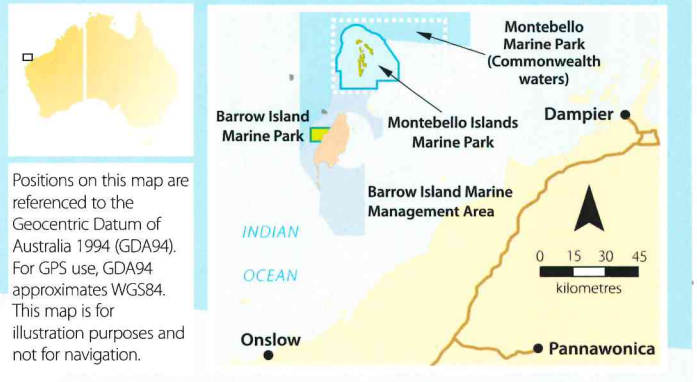 Montebello
Marine Park
(Commonwealth
waters)
Barrow Island
Marine Park
Montebello Islands
Marine Park
Dampier
Barrow Island Marine
Management Area
INDIAN
OCEAN
0 15 30 45
kilometres
Onslow
Pannawonica
Positions on this map are
referenced to the
Geocentric Datum of
Australia 1994 (GDA94).
For GPS use, GDA94
approximates WGS84.
This map is for
illustration purposes and
not for navigation.